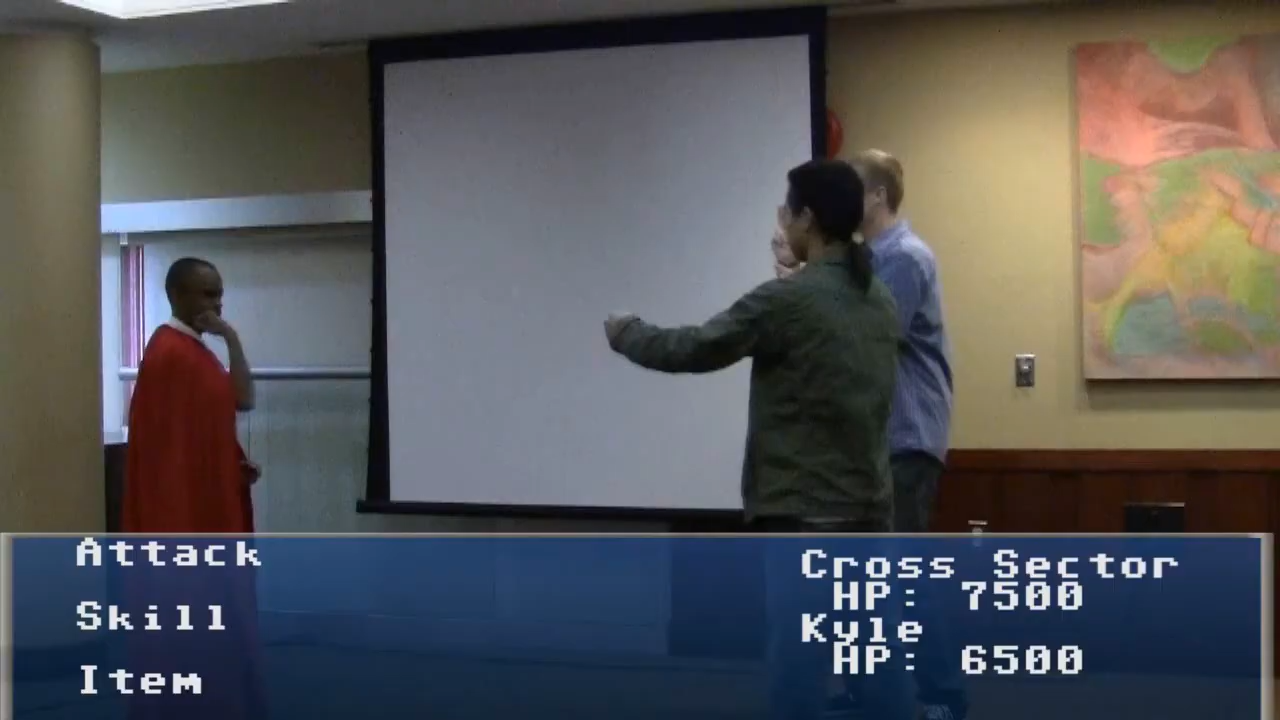 Attack
Skill
Item
Cross Sector
HP: 7500
Kyle
HP: 6500